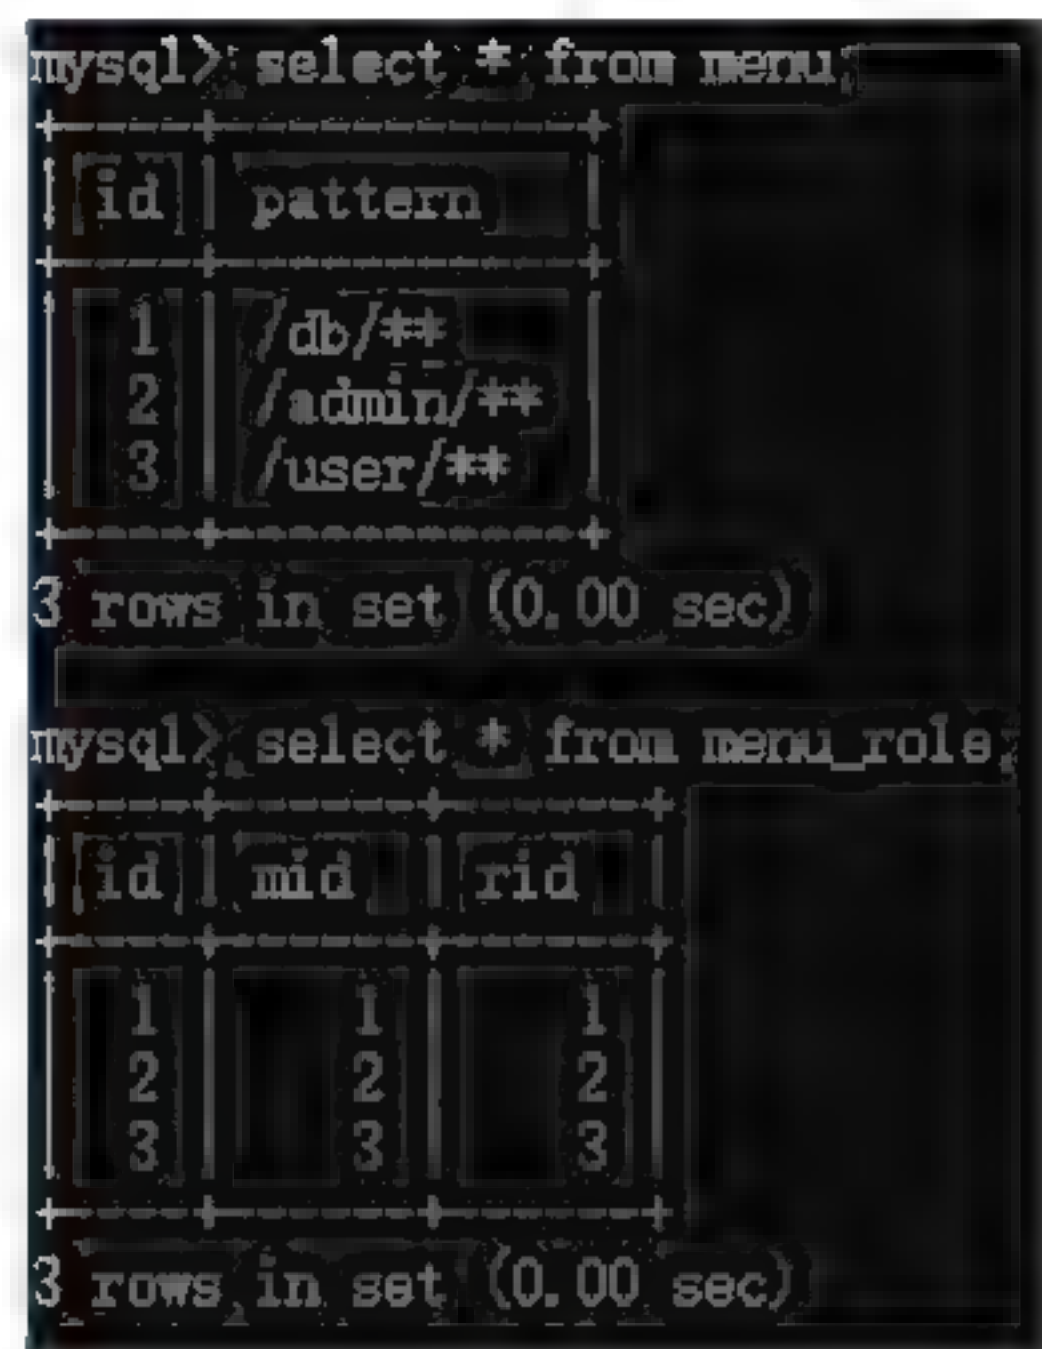 mysql> select * from menu;
+----+-----------+
| id | pattern   |
+----+-----------+
|  1 | /db/**    |
|  2 | /admin/** |
|  3 | /user/**  |
+----+-----------+
3 rows in set (0.00 sec)
mysql> select * from menu_role;
+----+------+------+
| id | mid  | rid  |
+----+------+------+
|  1 |    1 |    1 |
|  2 |    2 |    2 |
|  3 |    3 |    3 |
+----+------+------+
3 rows in set (0.00 sec)